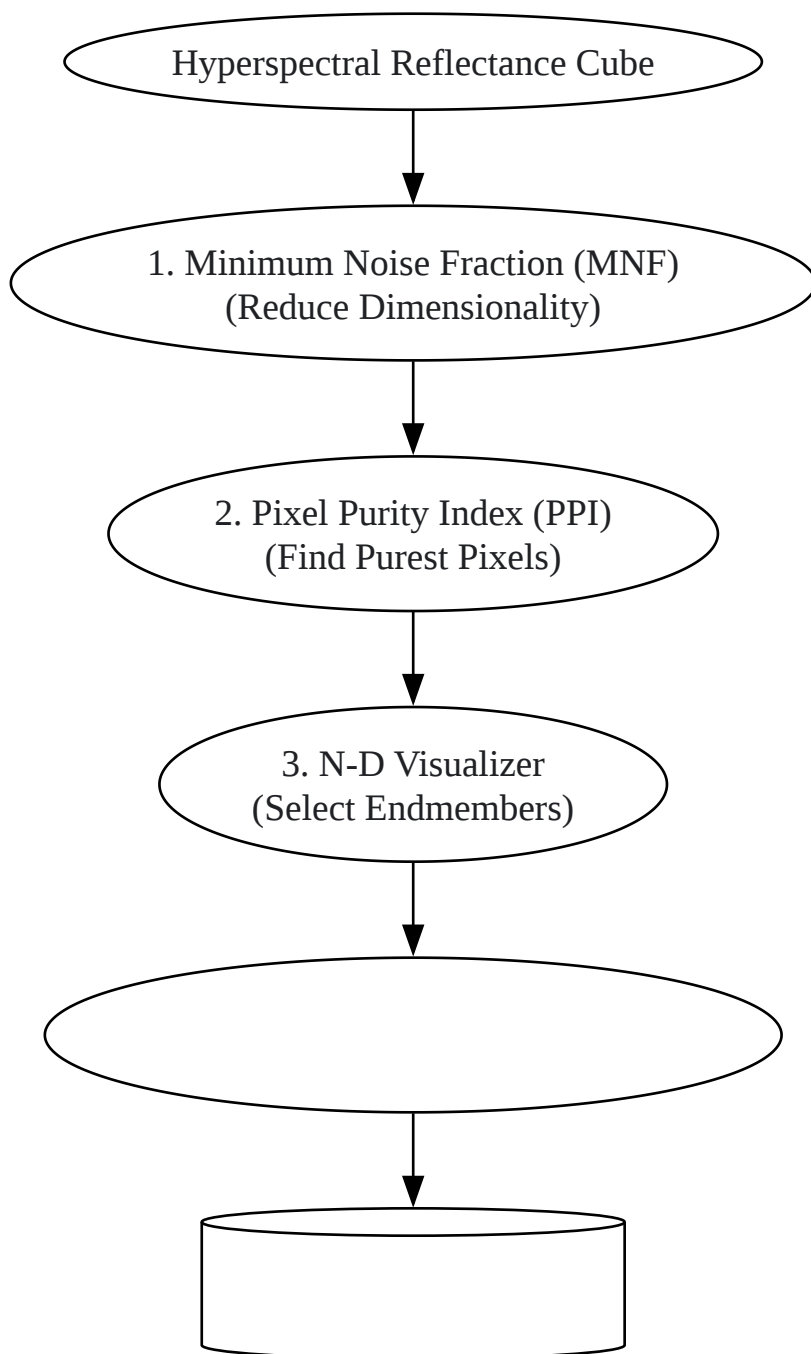 Hyperspectral Reflectance Cube
1. Minimum Noise Fraction (MNF)
(Reduce Dimensionality)
2. Pixel Purity Index (PPI)
(Find Purest Pixels)
3. N-D Visualizer
(Select Endmembers)